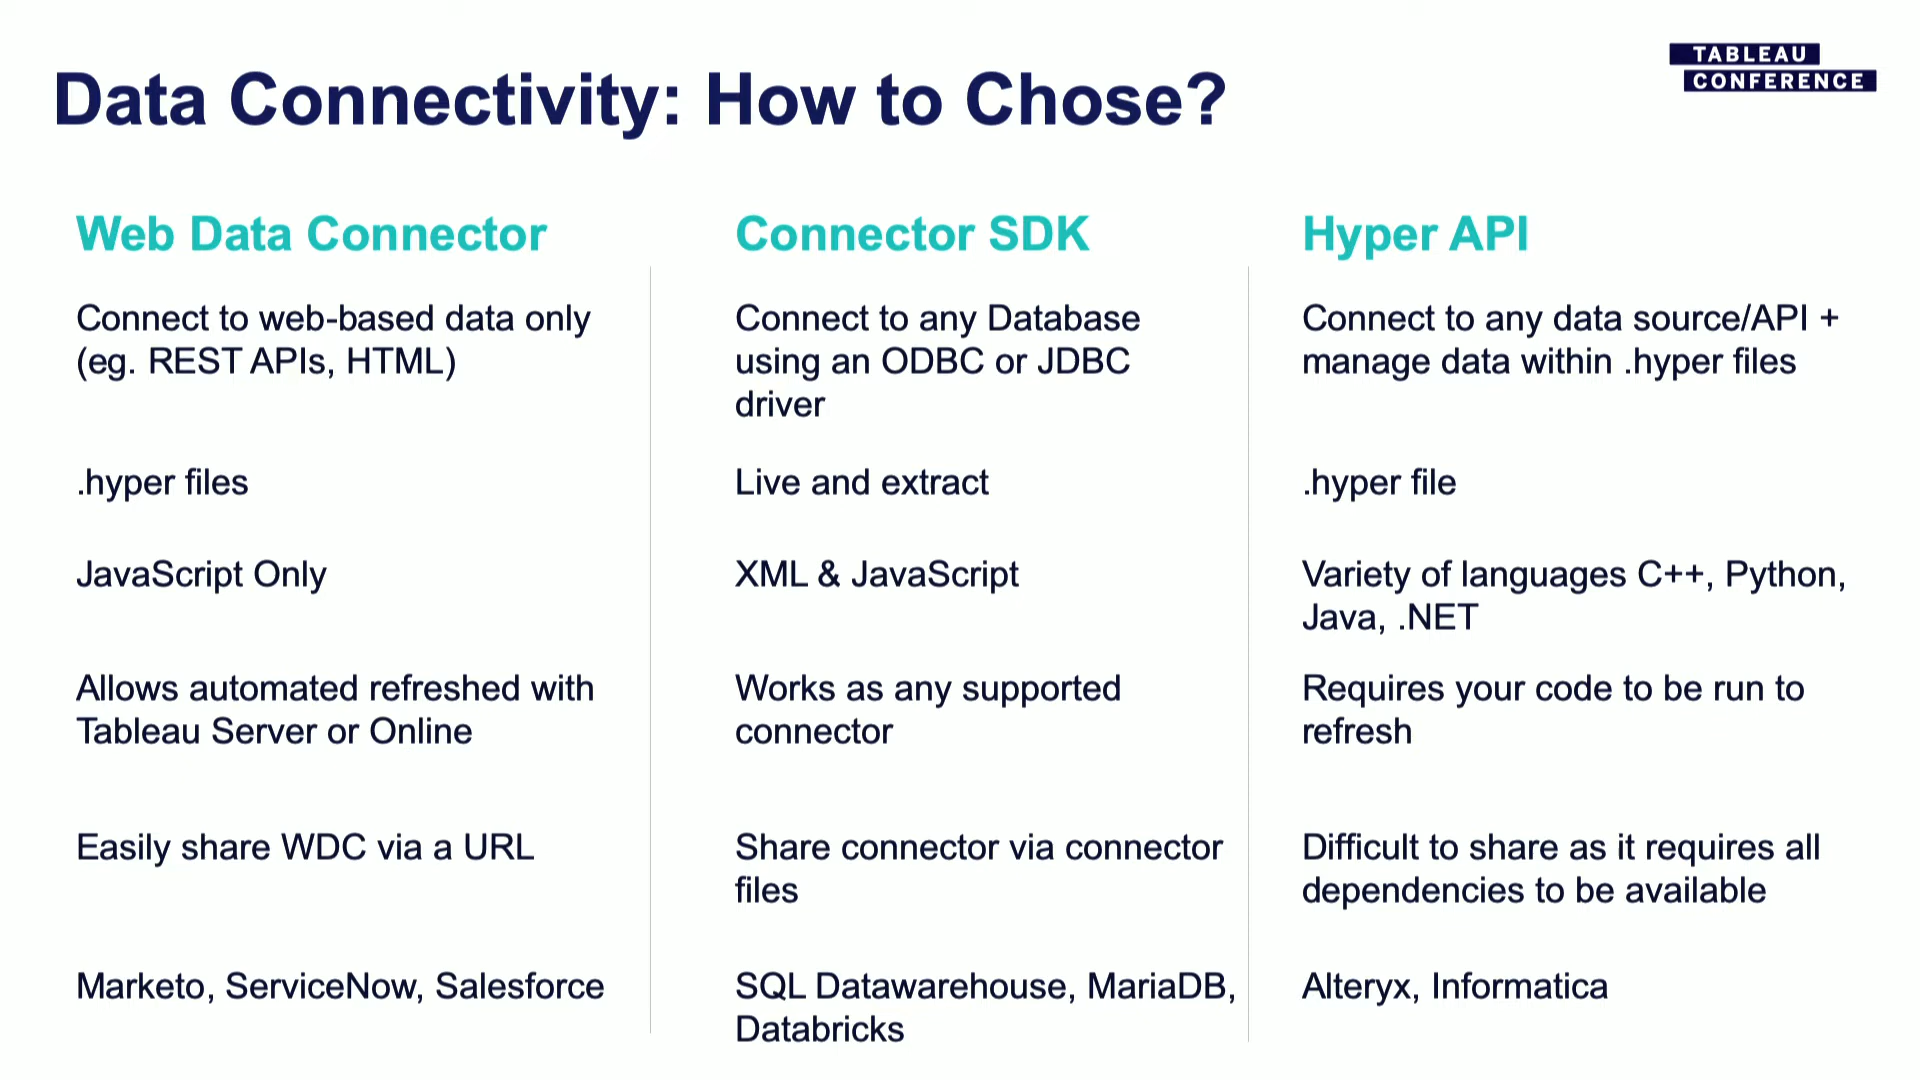 TABLEAU
CONFERENCE
Data Connectivity: How to Chose?
Web Data Connector
Connect to web-based data only
(eg. REST APIs, HTML)
.hyper files
JavaScript Only
Allows automated refreshed with
Tableau Server or Online
Easily share WDC via a URL
Marketo, ServiceNow, Salesforce
Connector SDK
Connect to any Database
using an ODBC or JDBC
driver
Live and extract
XML & JavaScript
Works as any supported
connector
Share connector via connector
files
SQL Datawarehouse, MariaDB,
Databricks
Hyper API
Connect to any data source/API +
manage data within .hyper files
.hyper file
Variety of languages C++, Python,
Java, .NET
Requires your code to be run to
refresh
Difficult to share as it requires all
dependencies to be available
Alteryx, Informatica